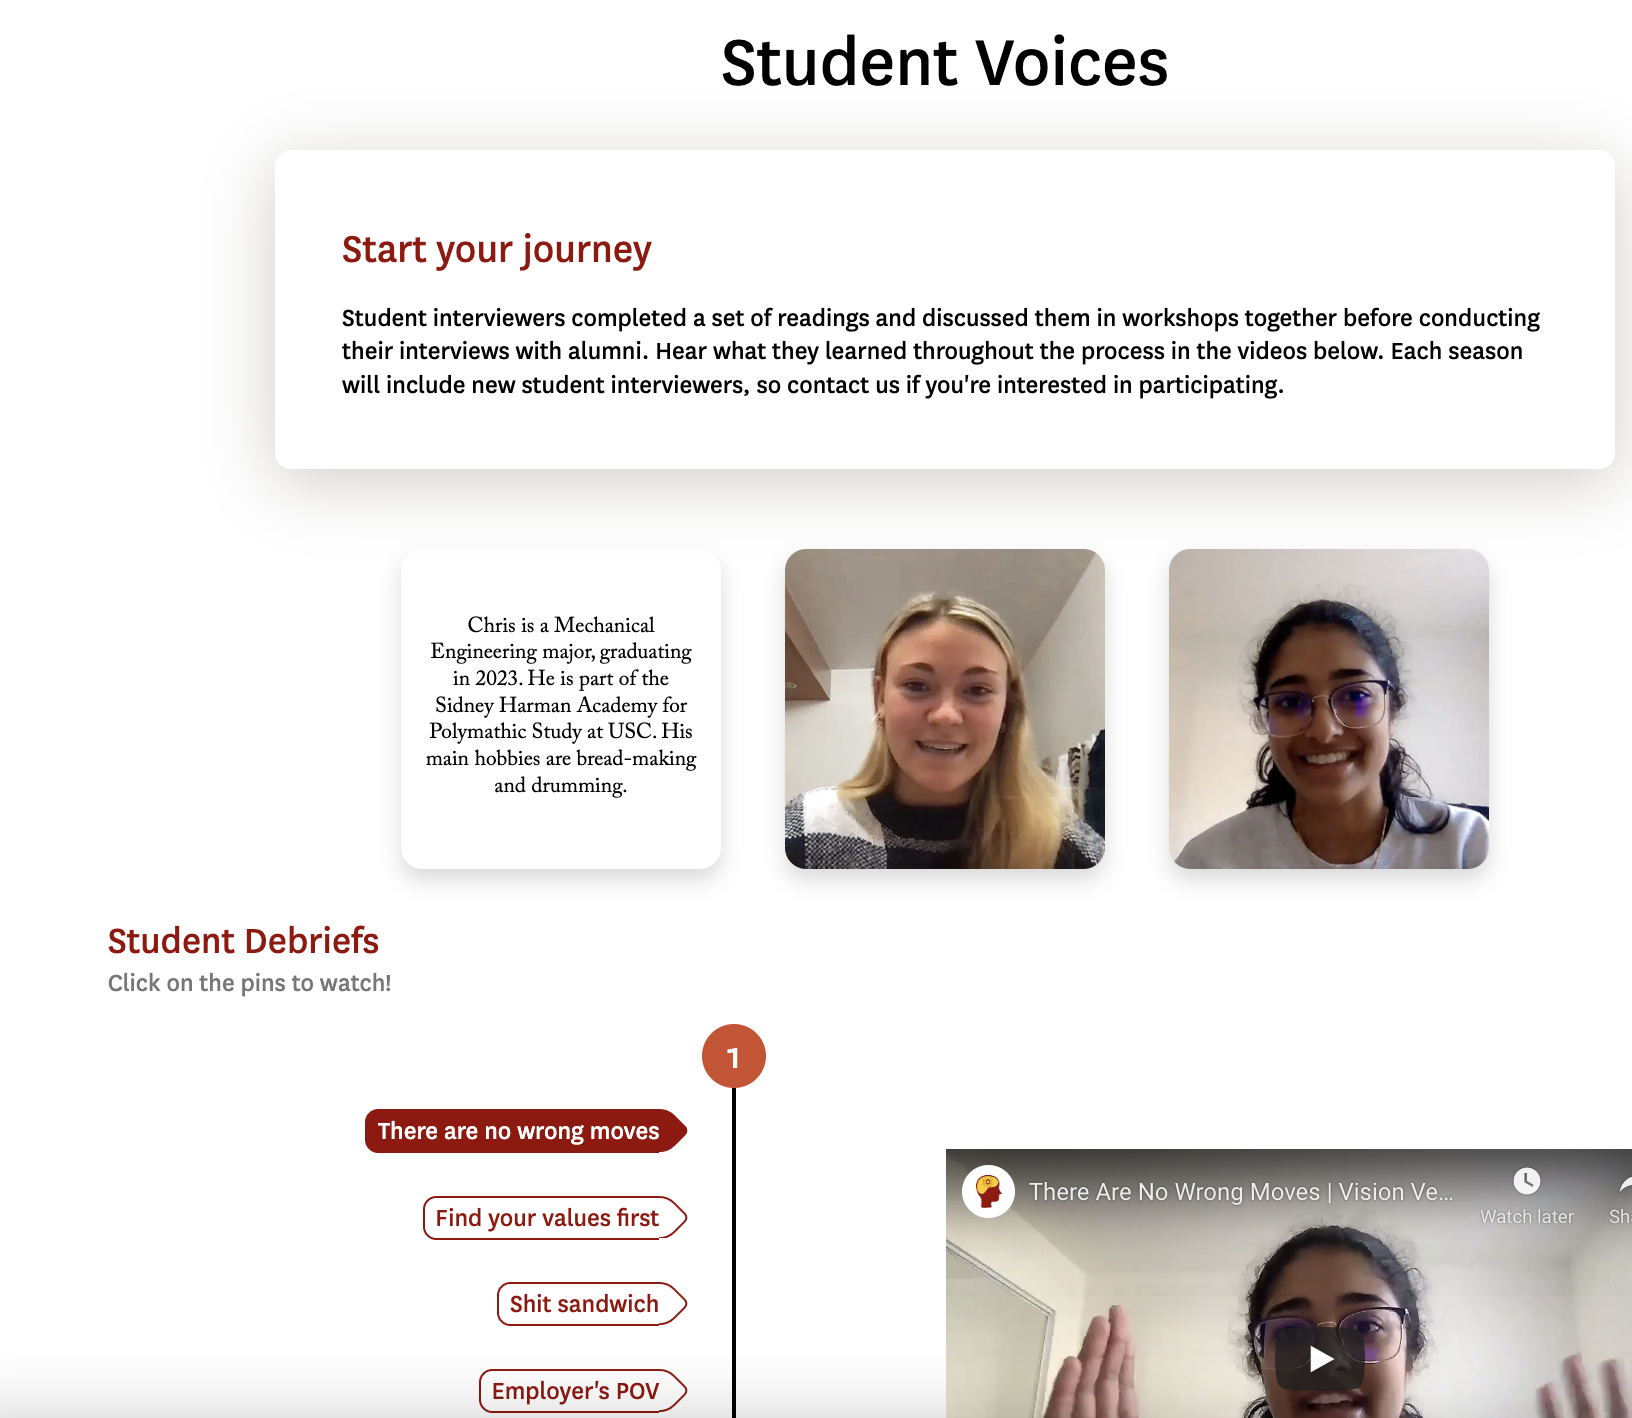 Student Voices
Start your journey
Student interviewers completed a set of readings and discussed them in workshops together before conducting
their interviews with alumni. Hear what they learned throughout the process in the videos below. Each season
will include new student interviewers, so contact us if you're interested in participating.
Chris is a Mechanical
Engineering major, graduating
in 2023. He is part of the
Sidney Harman Academy for
Polymathic Study at USC. His
main hobbies are bread-making
and drumming.
Student Debriefs
Click on the pins to watch!
1
There are no wrong moves
Find your values first
Shit sandwich
Employer's POV
There Are No Wrong Moves | Vision Ve...
Watch later